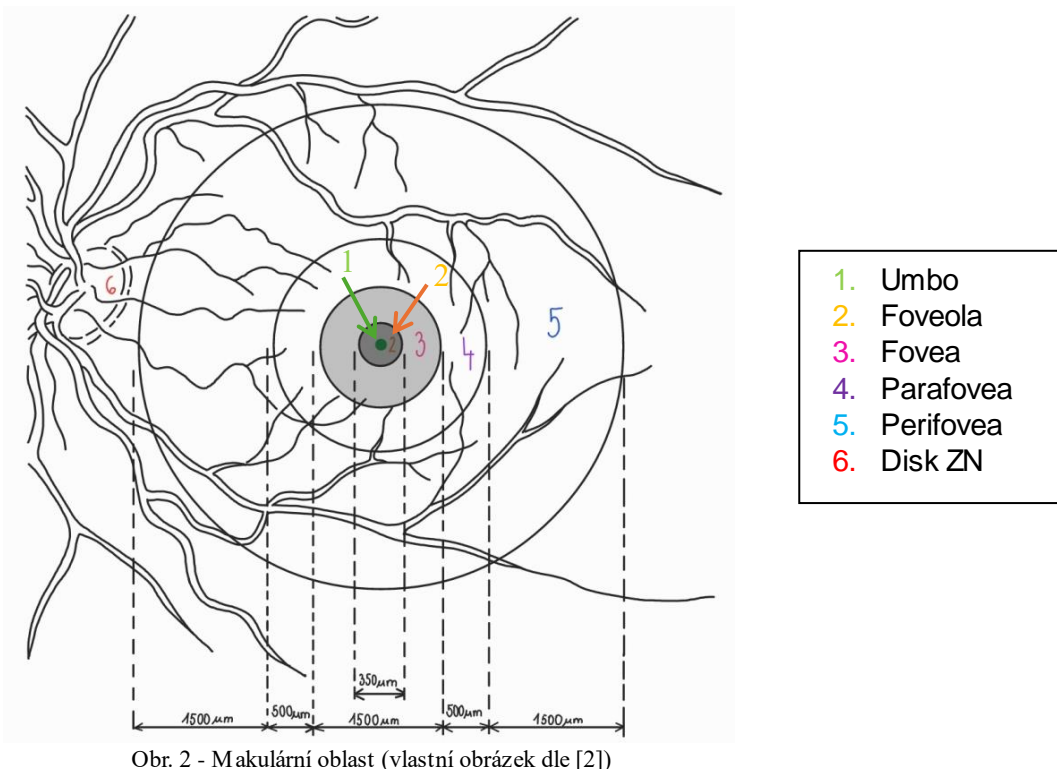 1
2
6
2
3
4
5
350μm
1500μm
500μm
1500μm
500μm
1500μm
1. Umbo
2. Foveola
3. Fovea
4. Parafovea
5. Perifovea
6. Disk ZN
Obr. 2 - Makulární oblast (vlastní obrázek dle [2])